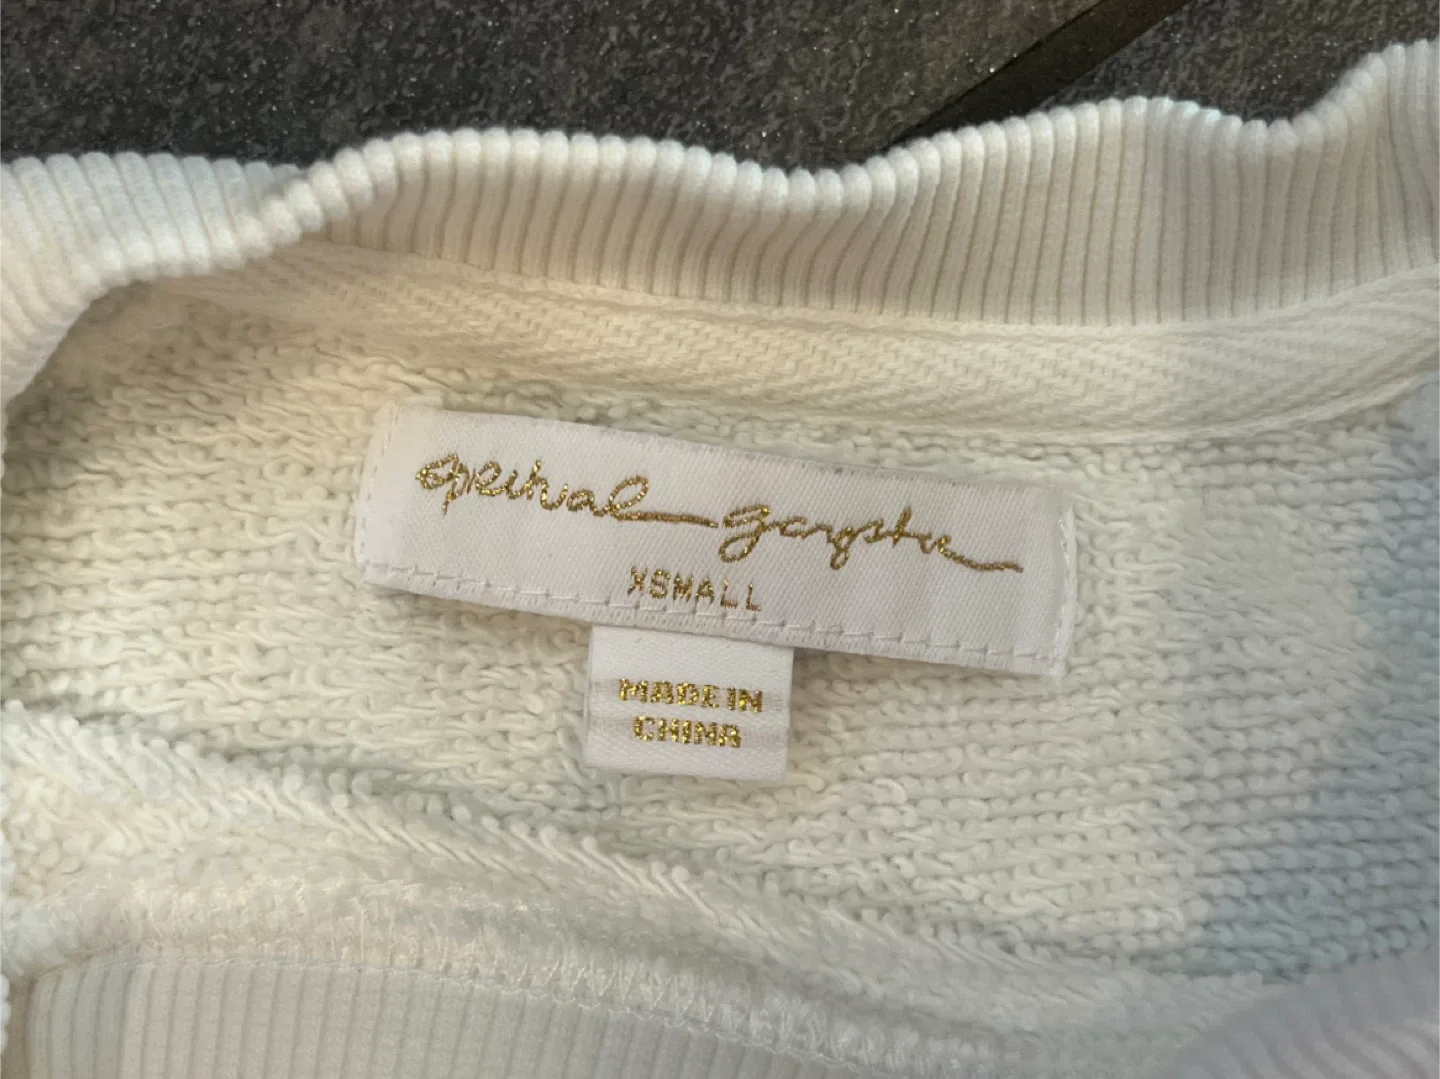 spiritual gangster
XSMALL
MADE IN
CHINA